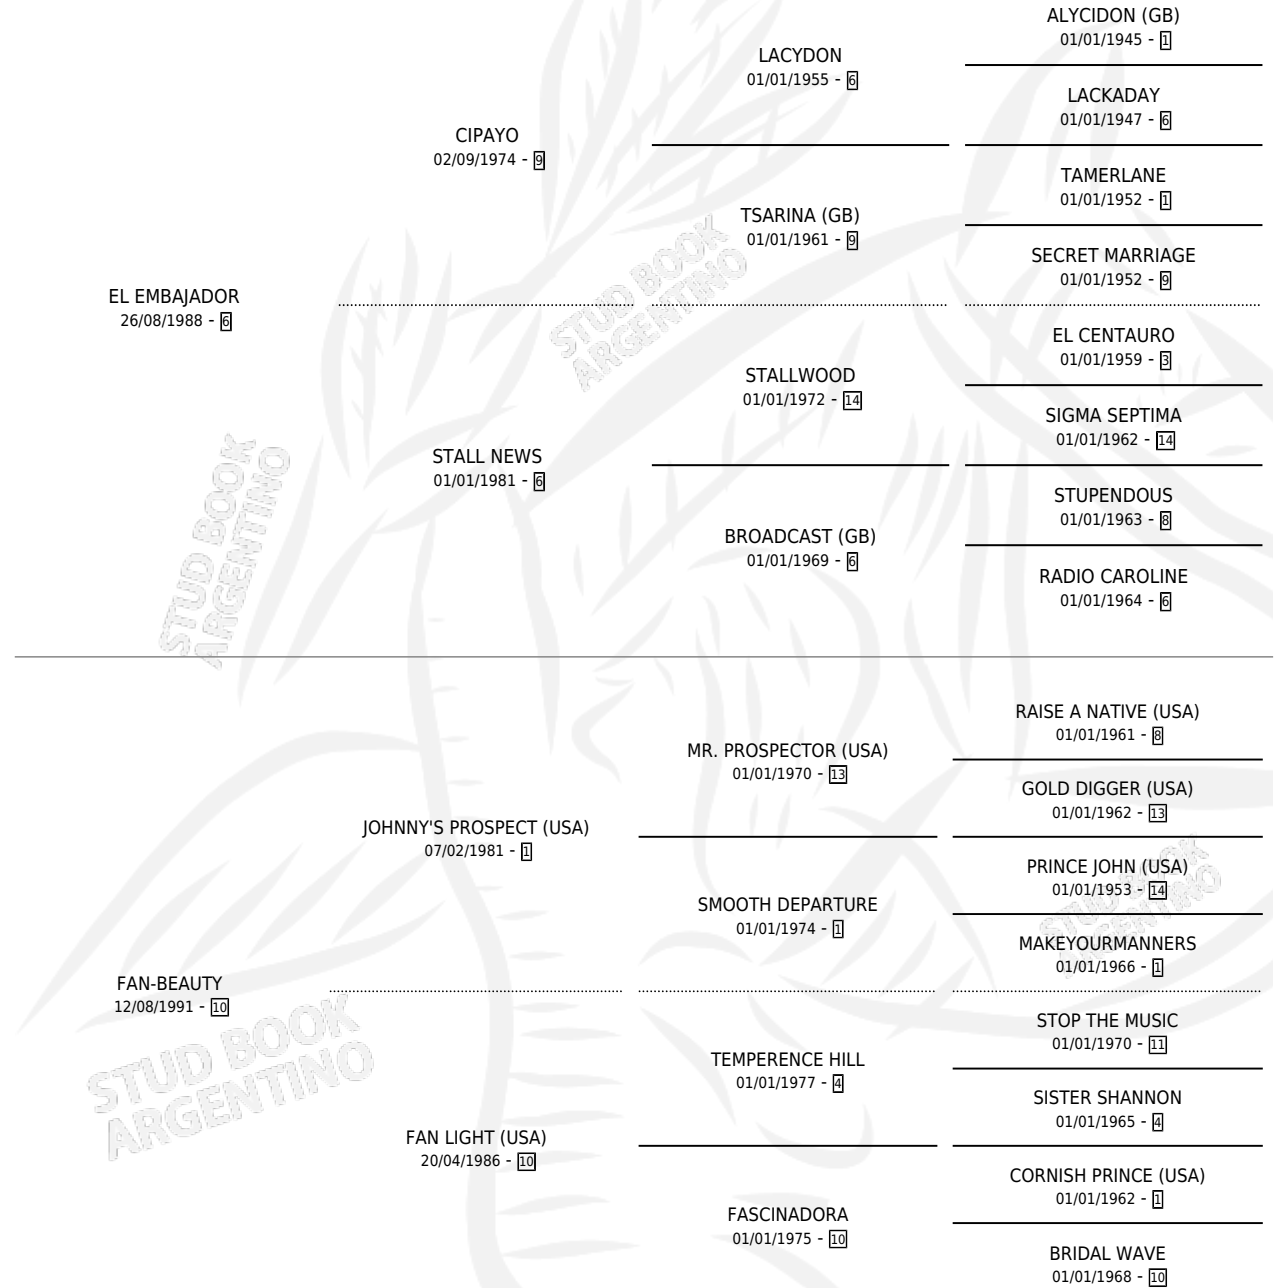 ALYCIDON (GB)
01/01/1945 - 1
LACYDON
01/01/1955 - 6
LACKADAY
01/01/1947 - 6
CIPAYO
02/09/1974 - 9
TAMERLANE
01/01/1952 - 1
TSARINA (GB)
01/01/1961 - 9
SECRET MARRIAGE
01/01/1952 - 9
EL EMBAJADOR
26/08/1988 - 6
STUD BOOK
ARGENTINO
EL CENTAURO
01/01/1959 - 3
STALLWOOD
01/01/1972 - 14
SIGMA SEPTIMA
01/01/1962 - 14
STALL NEWS
01/01/1981 - 6
STUPENDOUS
01/01/1963 - 8
BROADCAST (GB)
01/01/1969 - 6
RADIO CAROLINE
01/01/1964 - 6
STUD BOOK
ARGENTINO
RAISE A NATIVE (USA)
01/01/1961 - 8
MR. PROSPECTOR (USA)
01/01/1970 - 13
GOLD DIGGER (USA)
01/01/1962 - 13
JOHNNY'S PROSPECT (USA)
07/02/1981 - 1
PRINCE JOHN (USA)
01/01/1953 - 14
SMOOTH DEPARTURE
01/01/1974 - 1
MAKEYOURMANNERS
01/01/1966 - 1
STUD BOOK
ARGENTINO
FAN-BEAUTY
12/08/1991 - 10
STOP THE MUSIC
01/01/1970 - 11
TEMPERENCE HILL
01/01/1977 - 4
SISTER SHANNON
01/01/1965 - 4
STUD BOOK
ARGENTINO
FAN LIGHT (USA)
20/04/1986 - 10
CORNISH PRINCE (USA)
01/01/1962 - 1
FASCINADORA
01/01/1975 - 10
BRIDAL WAVE
01/01/1968 - 10